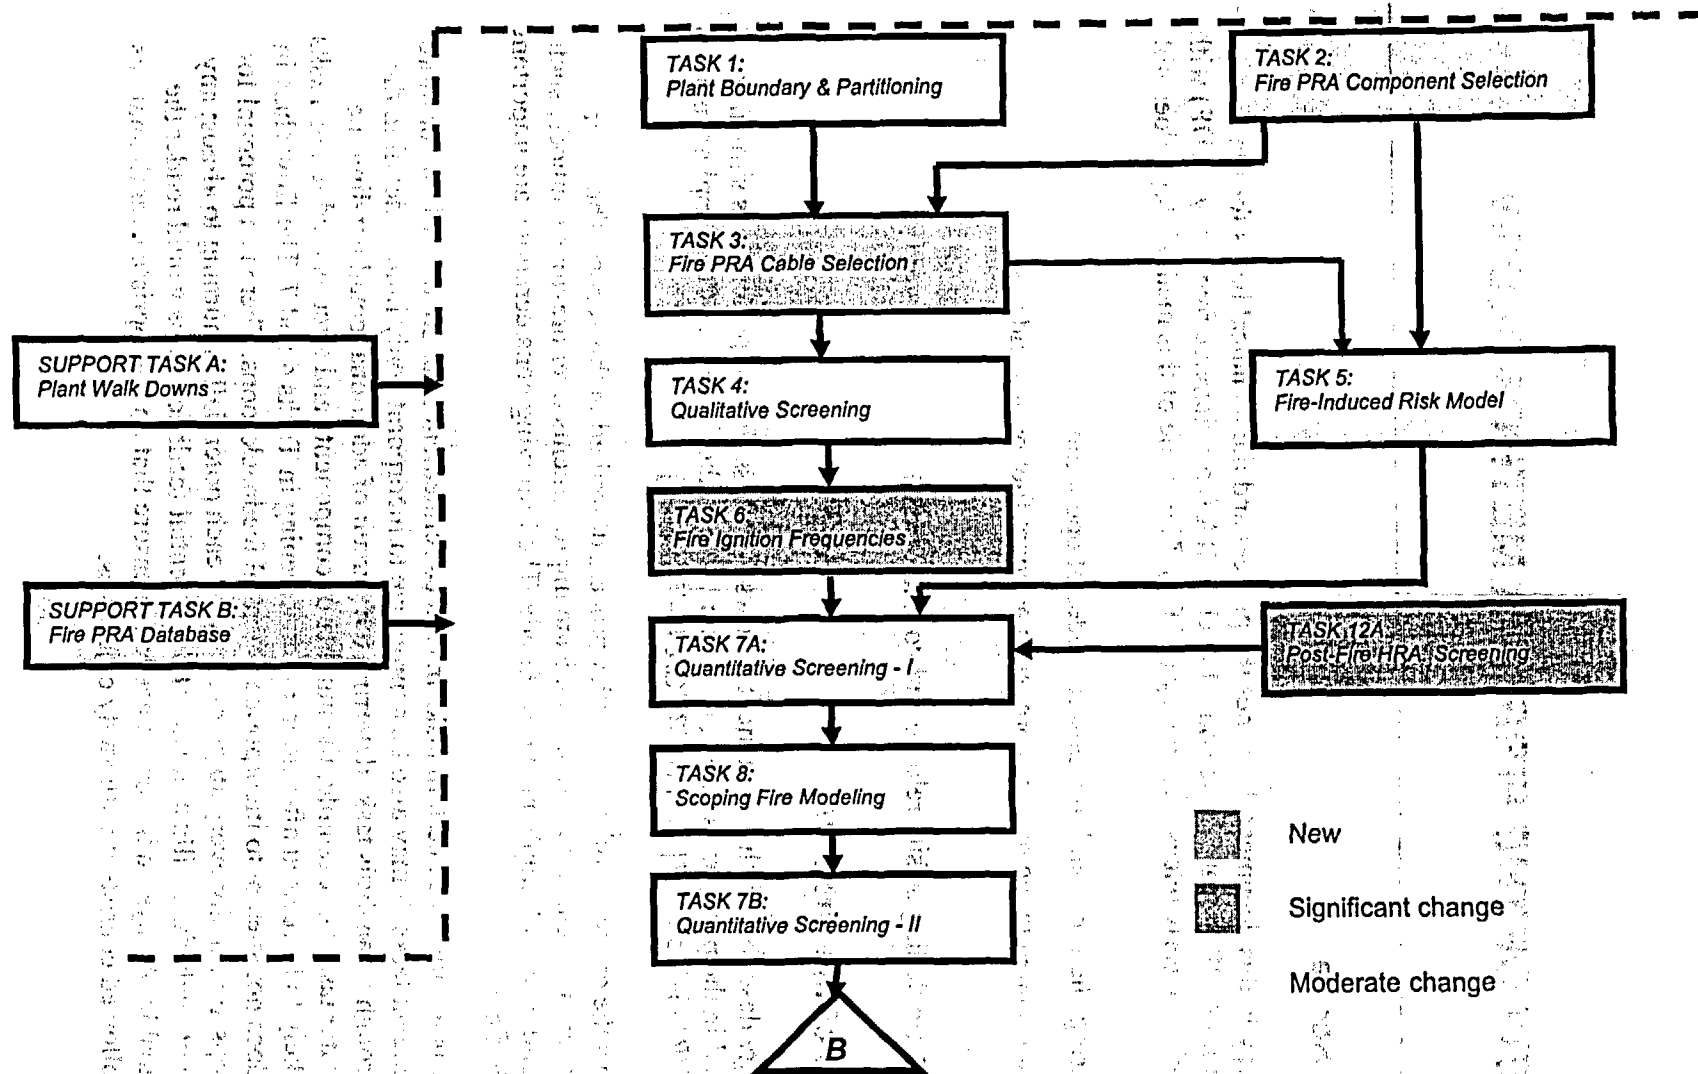 TASK 1:
Plant Boundary & Partitioning
TASK 2:
Fire PRA Component Selection
TASK 3:
Fire PRA Cable Selection
SUPPORT TASK A:
Plant Walk Downs
TASK 4:
Qualitative Screening
TASK 5:
Fire-Induced Risk Model
TASK 6
Fire Ignition Frequencies
SUPPORT TASK B:
Fire PRA Database
TASK 7A:
Quantitative Screening - I
TASK 12A
Post-Fire HRA: Screening
TASK 8:
Scoping Fire Modeling
TASK 7B:
Quantitative Screening - II
New
Significant change
Moderate change
B